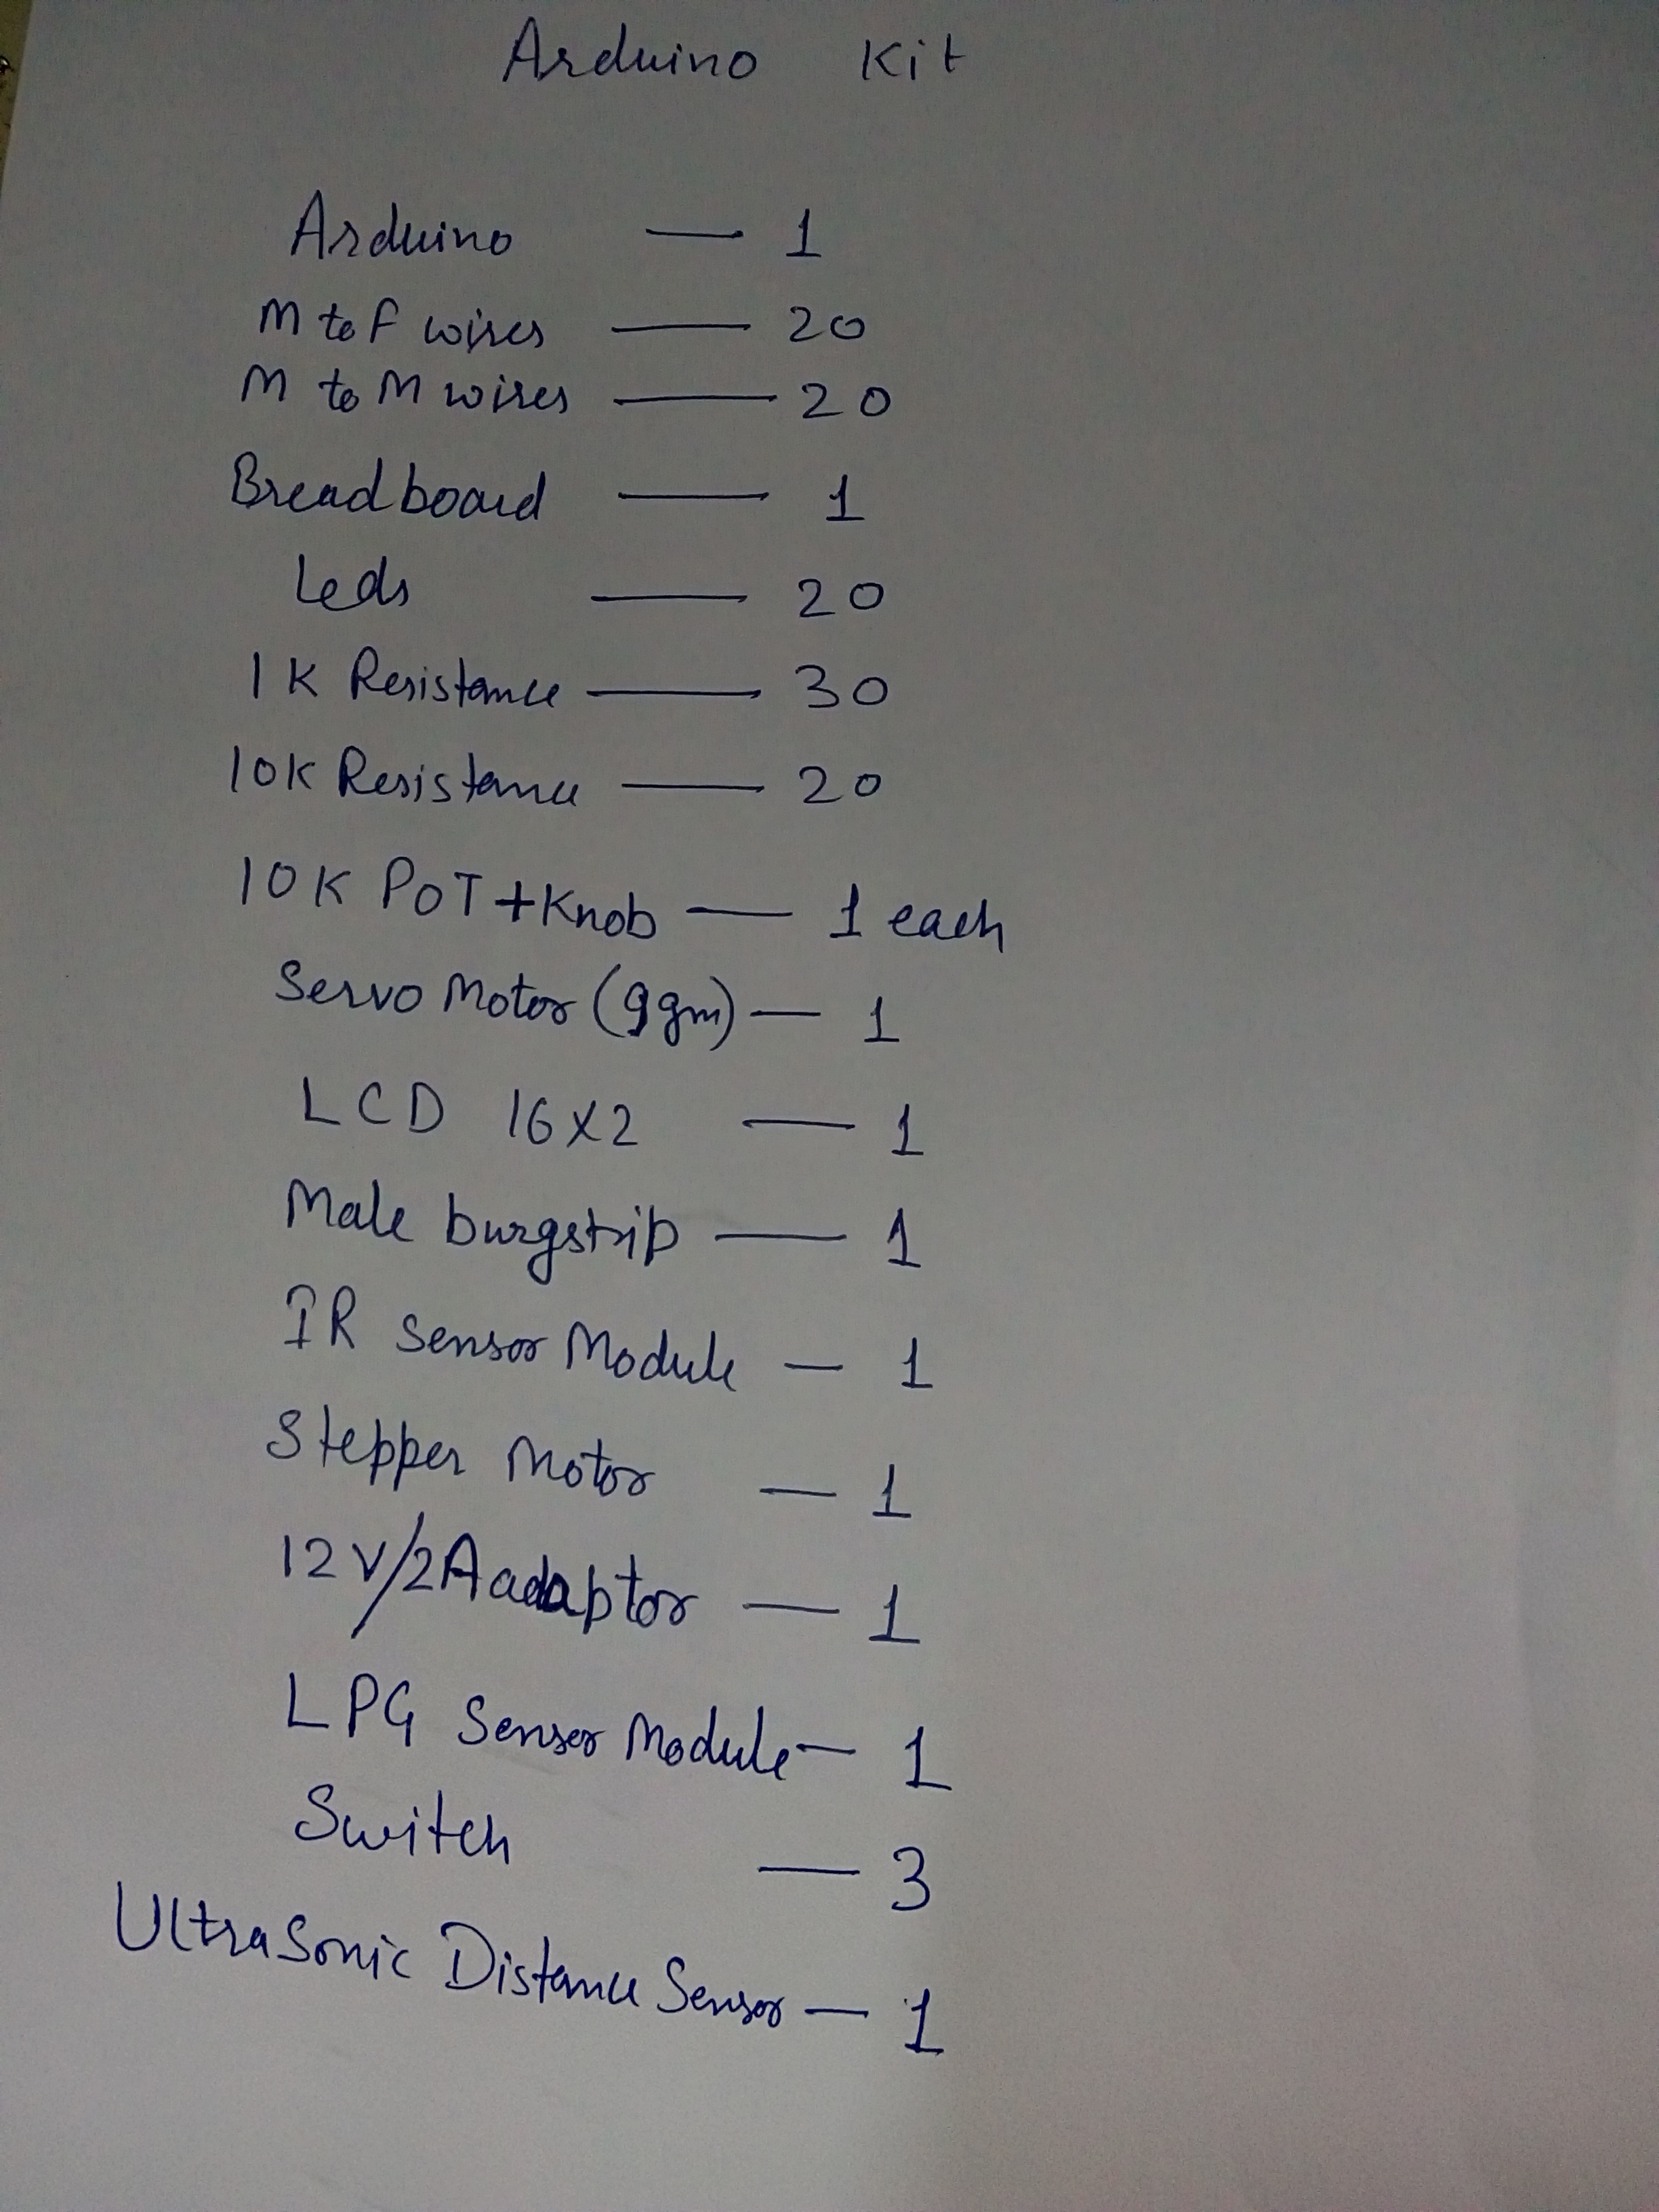 Arduino Kit
Arduino — 1
M to F wires — 20
M to M wires — 20
Breadboard — 1
Leds — 20
1K Resistance — 30
10K Resistance — 20
10K POT+Knob — 1 each
Servo Motor (9gm) — 1
LCD 16X2 — 1
Male burgstrip — 1
IR Sensor Module — 1
Stepper Motor — 1
12V/2A adaptor — 1
LPG Sensor Module — 1
Switch — 3
UltraSonic Distance Sensor — 1